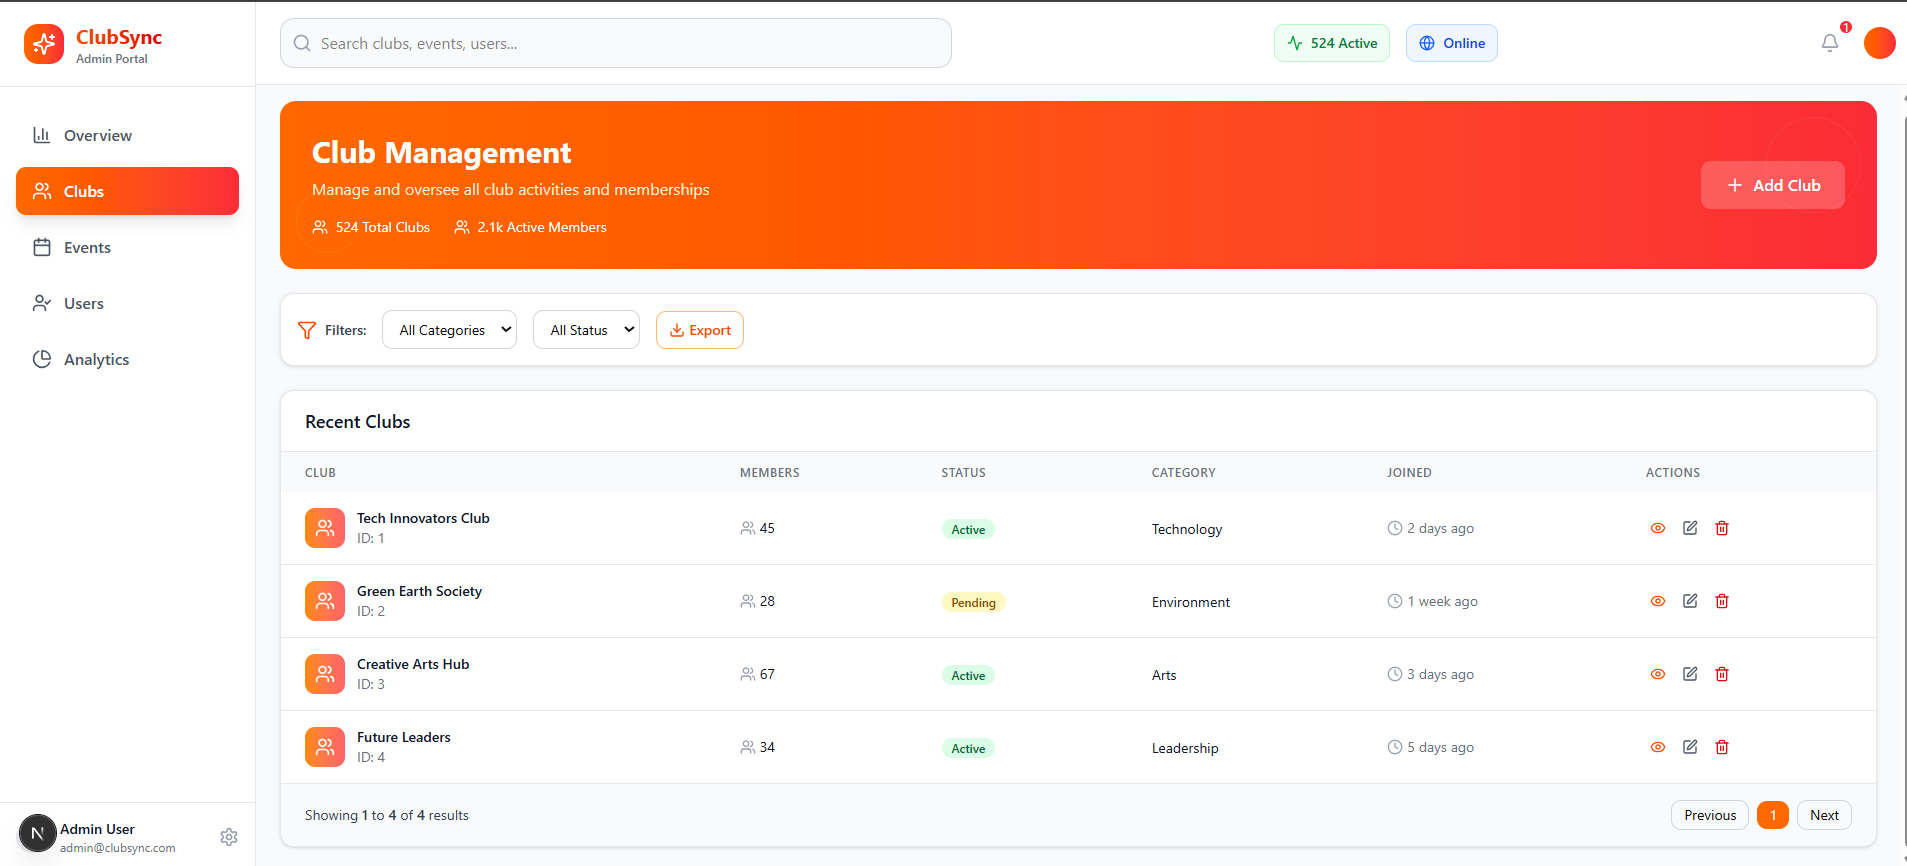 ClubSync
Admin Portal
Search clubs, events, users...
524 Active
Online
1
Overview
Clubs
Events
Users
Analytics
Club Management
Manage and oversee all club activities and memberships
524 Total Clubs
2.1k Active Members
Add Club
Filters:
All Categories
All Status
Export
Recent Clubs
CLUB MEMBERS STATUS CATEGORY JOINED ACTIONS
Tech Innovators Club
ID: 1
45 Active Technology 2 days ago
Green Earth Society
ID: 2
28 Pending Environment 1 week ago
Creative Arts Hub
ID: 3
67 Active Arts 3 days ago
Future Leaders
ID: 4
34 Active Leadership 5 days ago
Showing 1 to 4 of 4 results
Previous 1 Next
N
Admin User
admin@clubsync.com